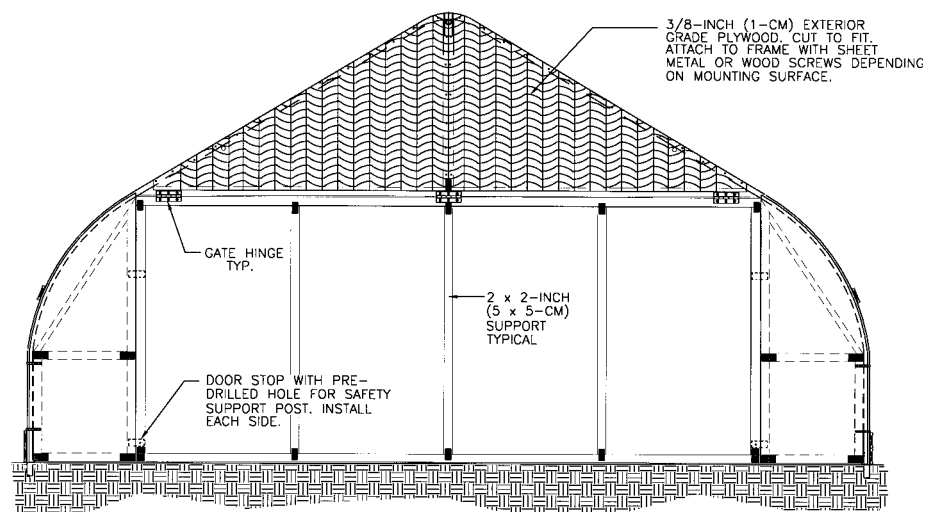 3/8-INCH (1-CM) EXTERIOR
GRADE PLYWOOD. CUT TO FIT.
ATTACH TO FRAME WITH SHEET
METAL OR WOOD SCREWS DEPENDING
ON MOUNTING SURFACE.
GATE HINGE
TYP.
2 x 2-INCH
(5 x 5-CM)
SUPPORT
TYPICAL
DOOR STOP WITH PRE-
DRILLED HOLE FOR SAFETY
SUPPORT POST. INSTALL
EACH SIDE.